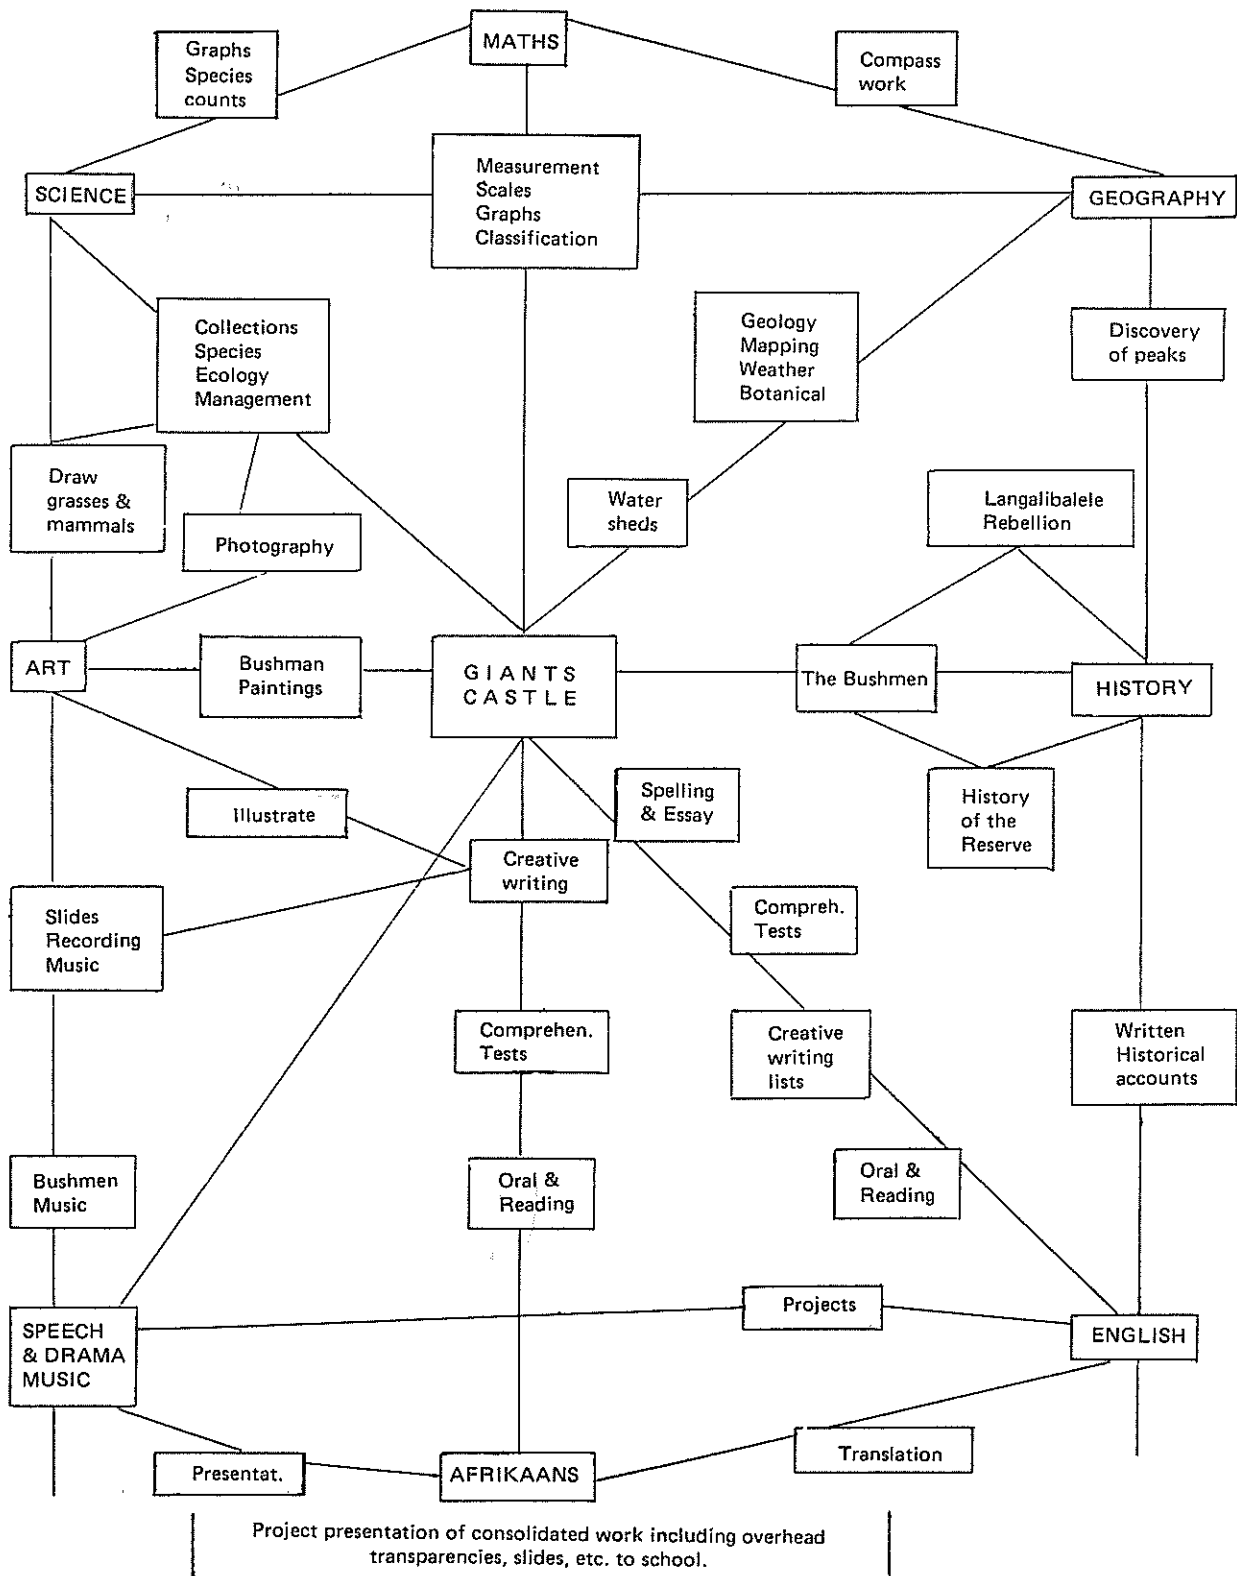 MATHS
Graphs
Species
counts
Compass
work
Measurement
Scales
Graphs
Classification
SCIENCE
GEOGRAPHY
Collections
Species
Ecology
Management
Geology
Mapping
Weather
Botanical
Discovery
of peaks
Draw
grasses &
mammals
Photography
Water
sheds
Langalibalele
Rebellion
ART
Bushman
Paintings
GIANTS
CASTLE
The Bushmen
HISTORY
Illustrate
Spelling
& Essay
History
of the
Reserve
Creative
writing
Slides
Recording
Music
Compreh.
Tests
Comprehen.
Tests
Creative
writing
lists
Written
Historical
accounts
Bushmen
Music
Oral &
Reading
Oral &
Reading
Projects
SPEECH
& DRAMA
MUSIC
ENGLISH
Presentat.
AFRIKAANS
Translation
Project presentation of consolidated work including overhead
transparencies, slides, etc. to school.